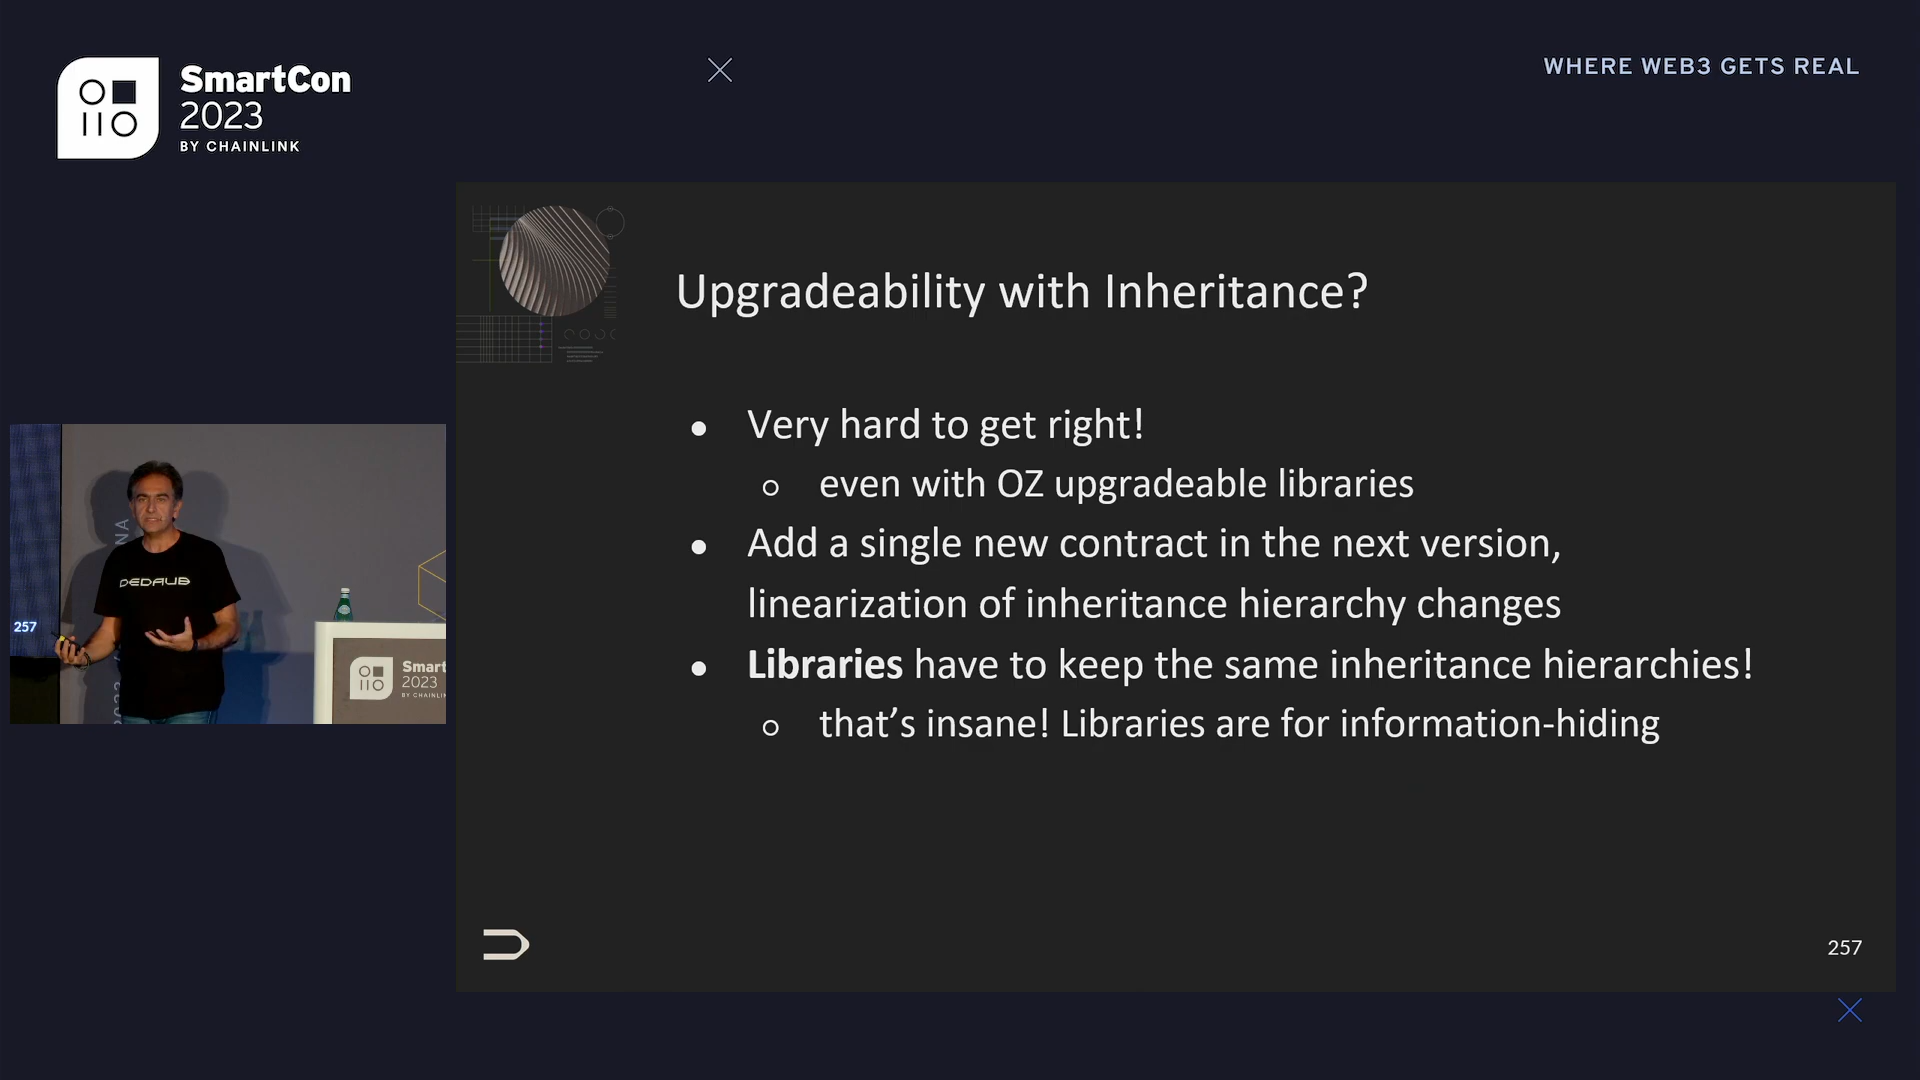 SmartCon
2023
BY CHAINLINK
WHERE WEB3 GETS REAL
Upgradeability with Inheritance?
● Very hard to get right!
○ even with OZ upgradeable libraries
● Add a single new contract in the next version,
linearization of inheritance hierarchy changes
● Libraries have to keep the same inheritance hierarchies!
○ that’s insane! Libraries are for information-hiding
257
DEDAUB
257
Smart
2023
BY CHAINLIN